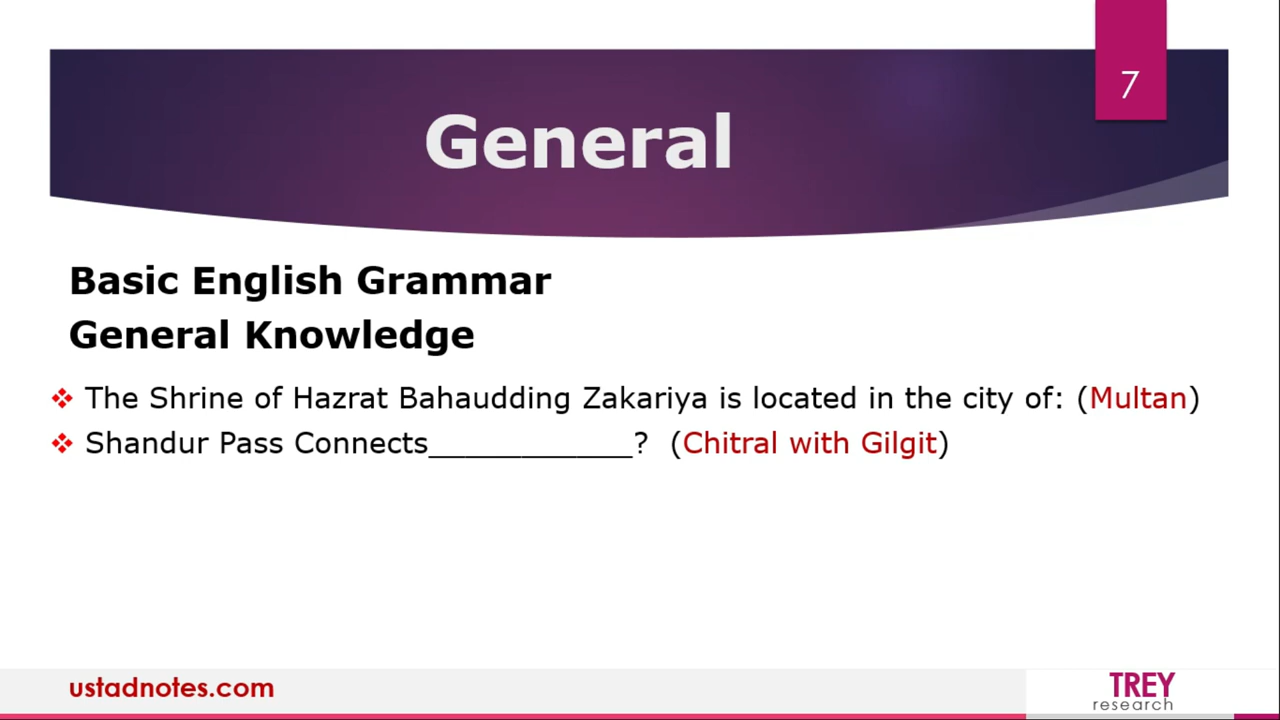 7
General
Basic English Grammar
General Knowledge
❖ The Shrine of Hazrat Bahaudding Zakariya is located in the city of: (Multan)
❖ Shandur Pass Connects____________? (Chitral with Gilgit)
ustadnotes.com
TREY
research